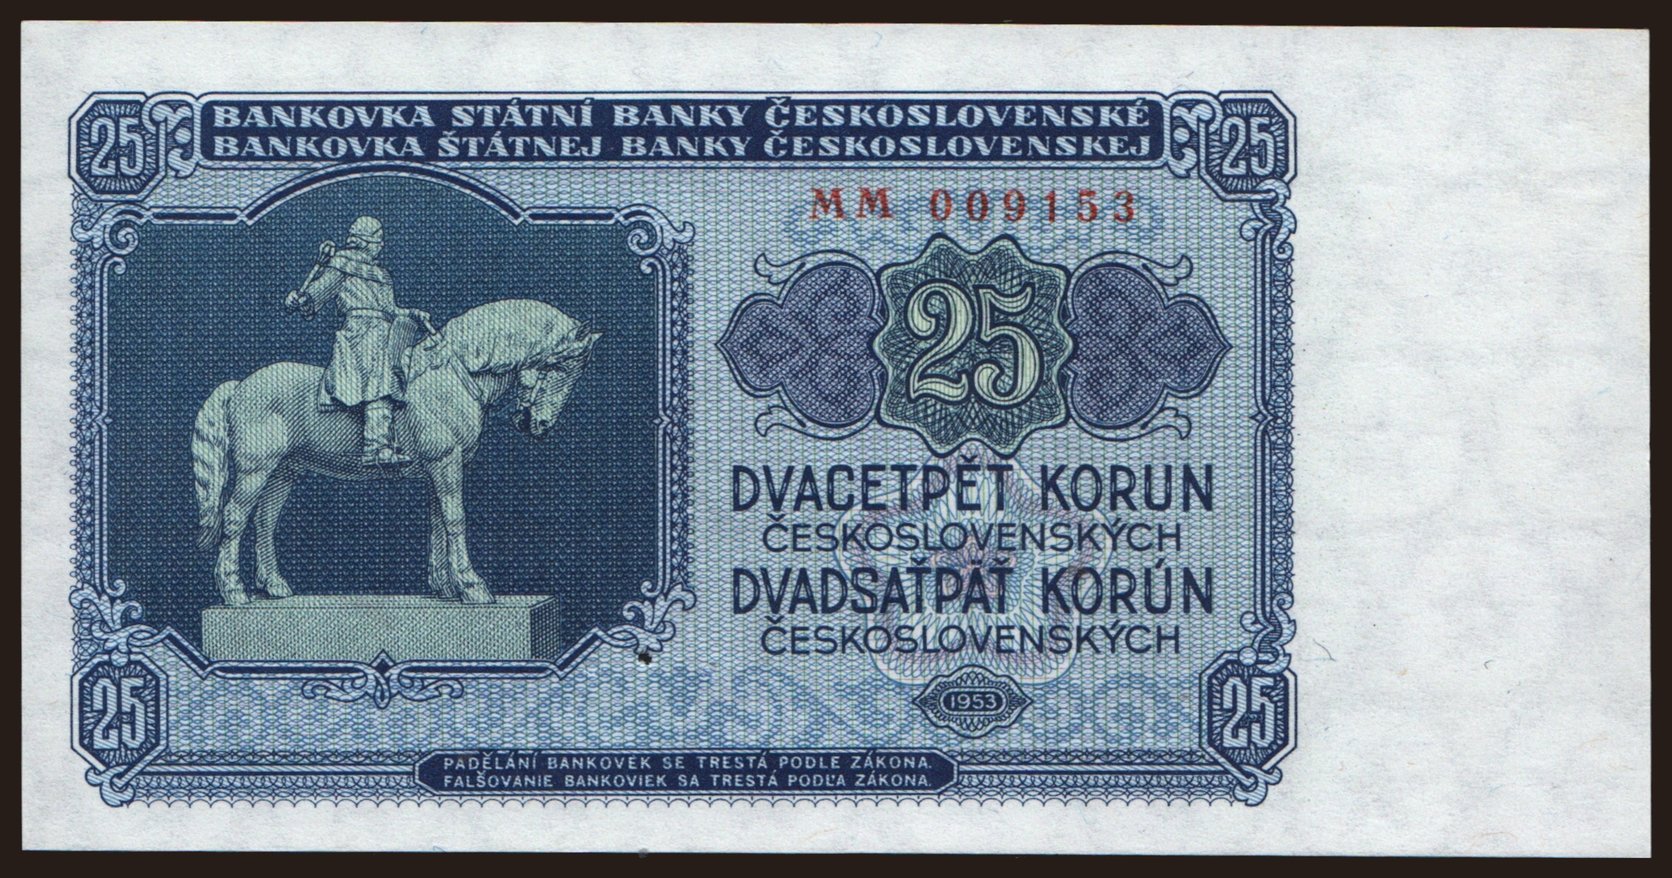 25
BANKOVKA STÁTNÍ BANKY ČESKOSLOVENSKÉ
BANKOVKA ŠTÁTNEJ BANKY ČESKOSLOVENSKEJ
25
MM 009153
25
DVACETPĚT KORUN
ČESKOSLOVENSKÝCH
DVADSAŤPÄŤ KORÚN
ČESKOSLOVENSKÝCH
1953
25
PADĚLÁNÍ BANKOVEK SE TRESTÁ PODLE ZÁKONA.
FALŠOVANIE BANKOVIEK SA TRESTÁ PODĽA ZÁKONA.
25